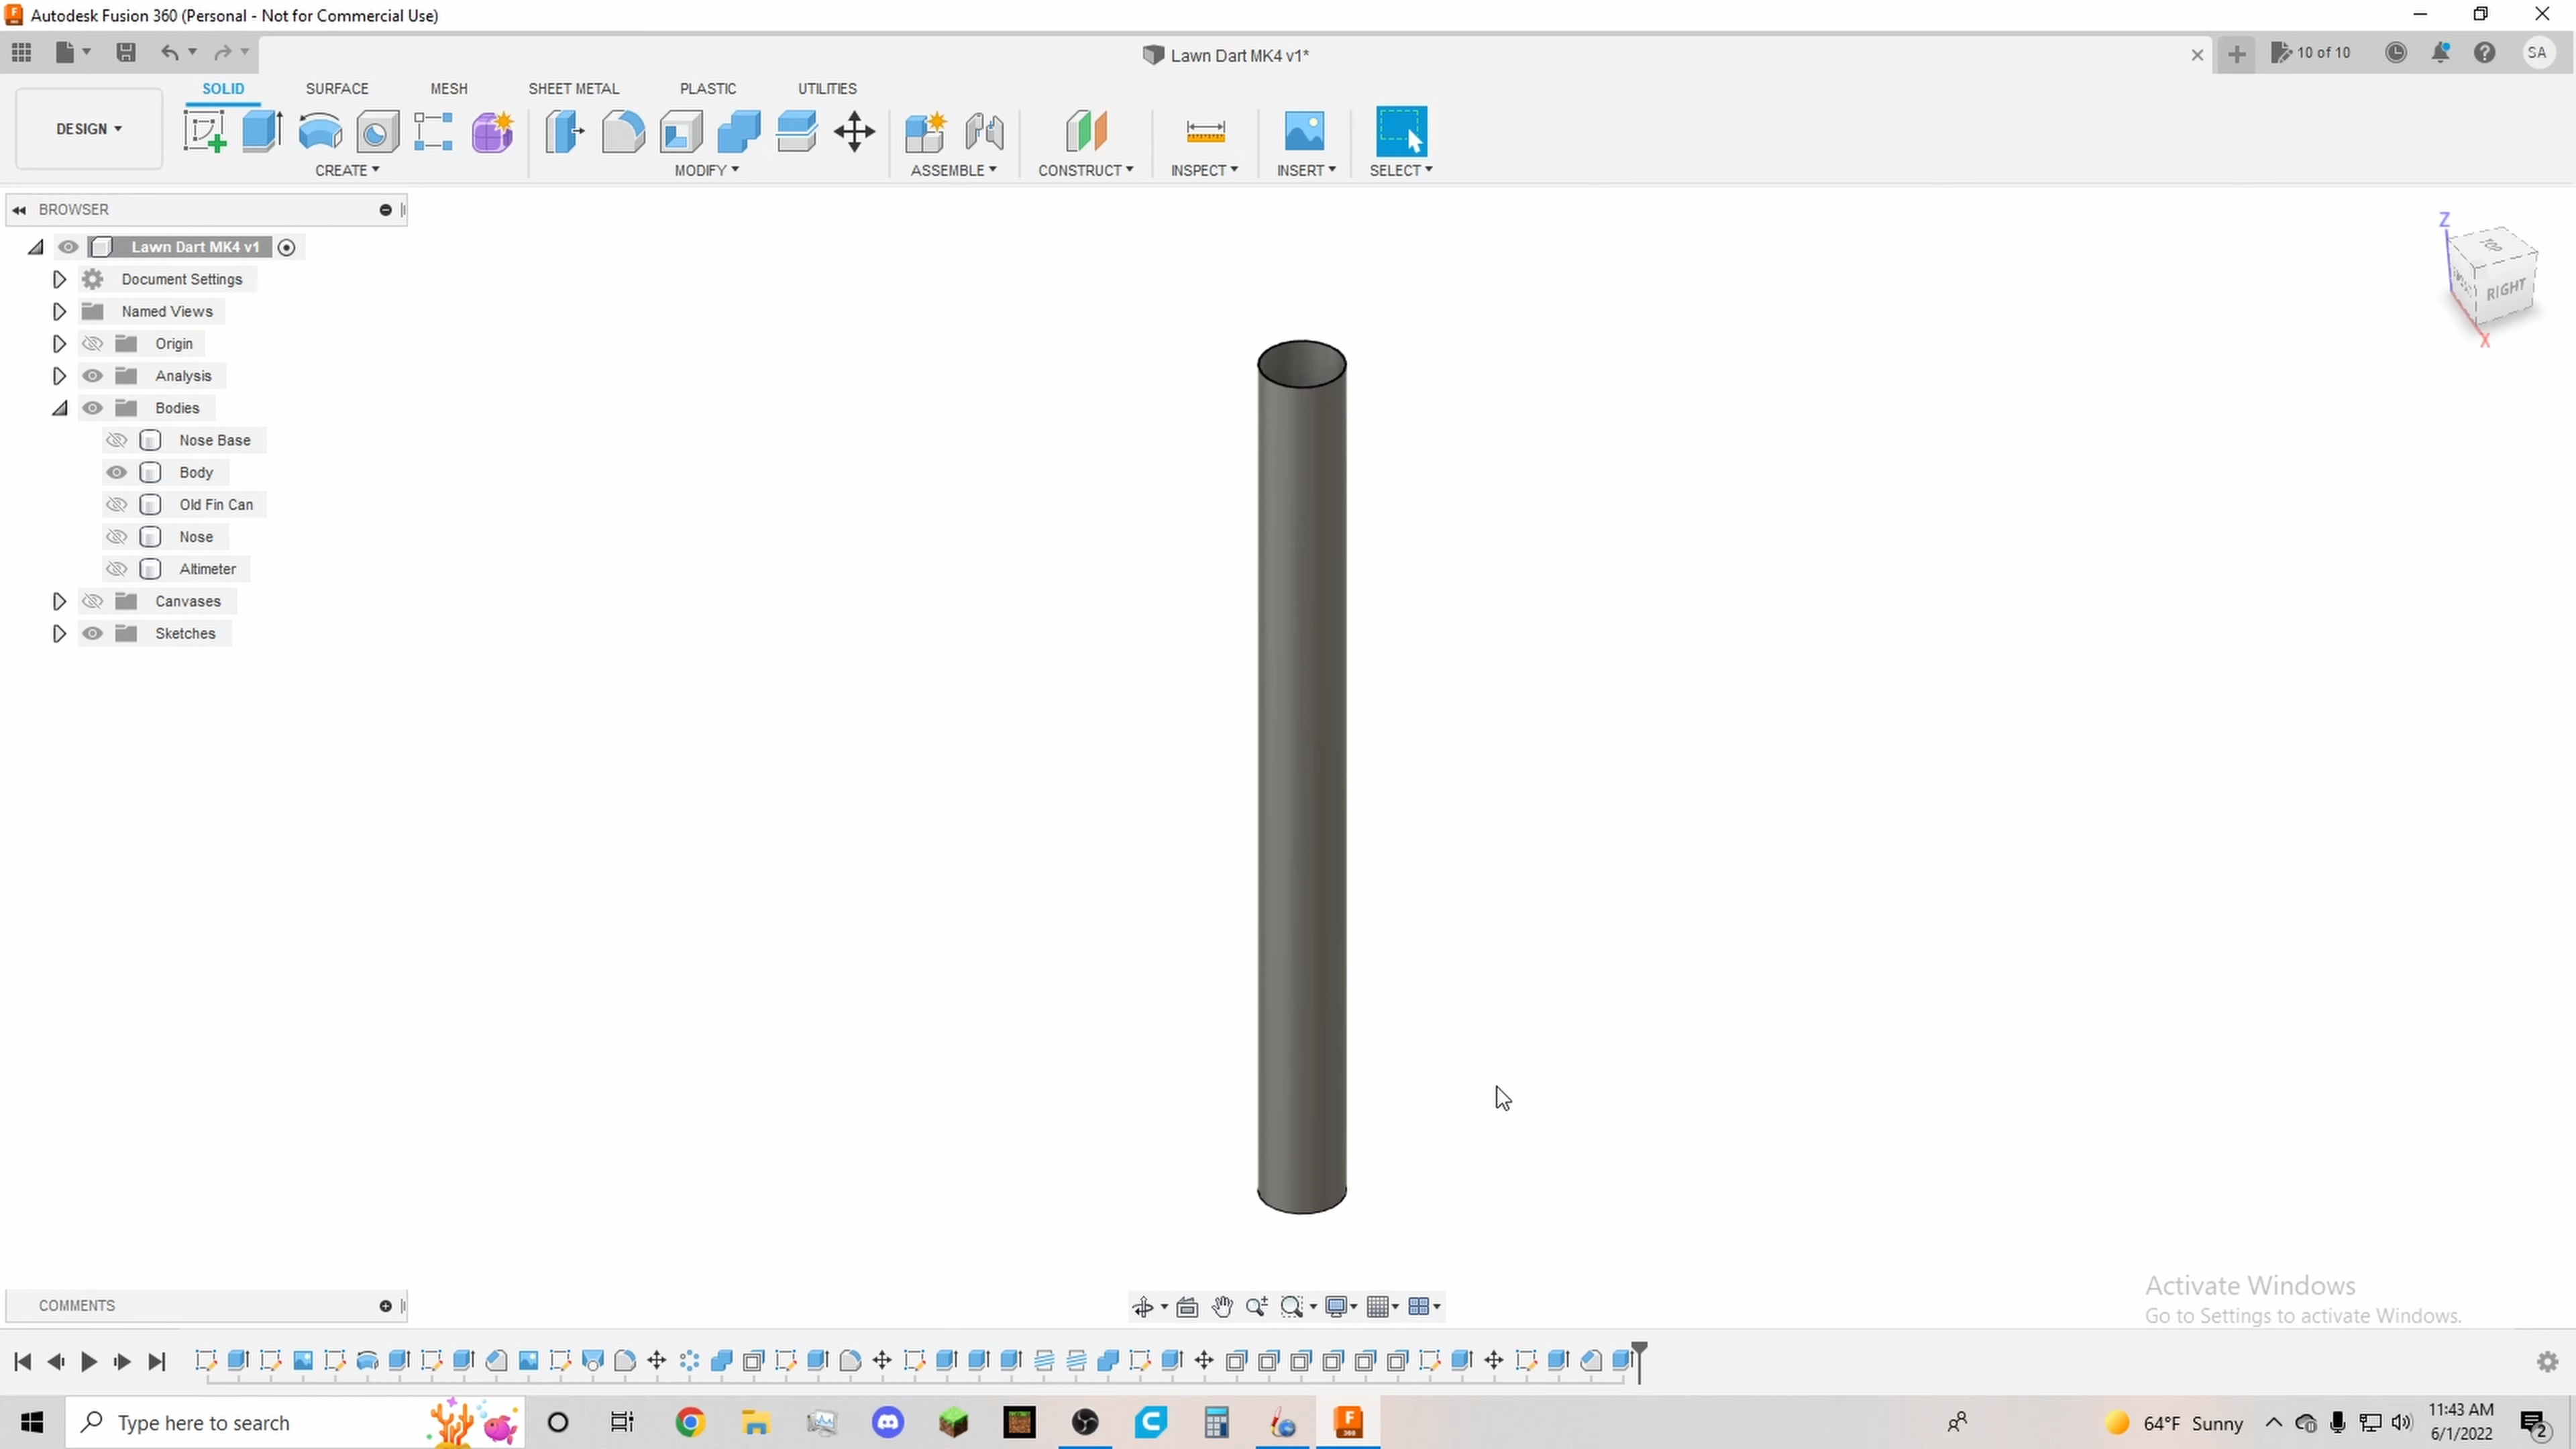 Autodesk Fusion 360 (Personal - Not for Commercial Use)
Lawn Dart MK4 v1*
10 of 10
SA
DESIGN
SOLID
SURFACE
MESH
SHEET METAL
PLASTIC
UTILITIES
CREATE
MODIFY
ASSEMBLE
CONSTRUCT
INSPECT
INSERT
SELECT
BROWSER
Lawn Dart MK4 v1
Document Settings
Named Views
Origin
Analysis
Bodies
Nose Base
Body
Old Fin Can
Nose
Altimeter
Canvases
Sketches
Z
TOP
RIGHT
X
COMMENTS
Activate Windows
Go to Settings to activate Windows.
Type here to search
F
360
64°F Sunny
11:43 AM
6/1/2022
2